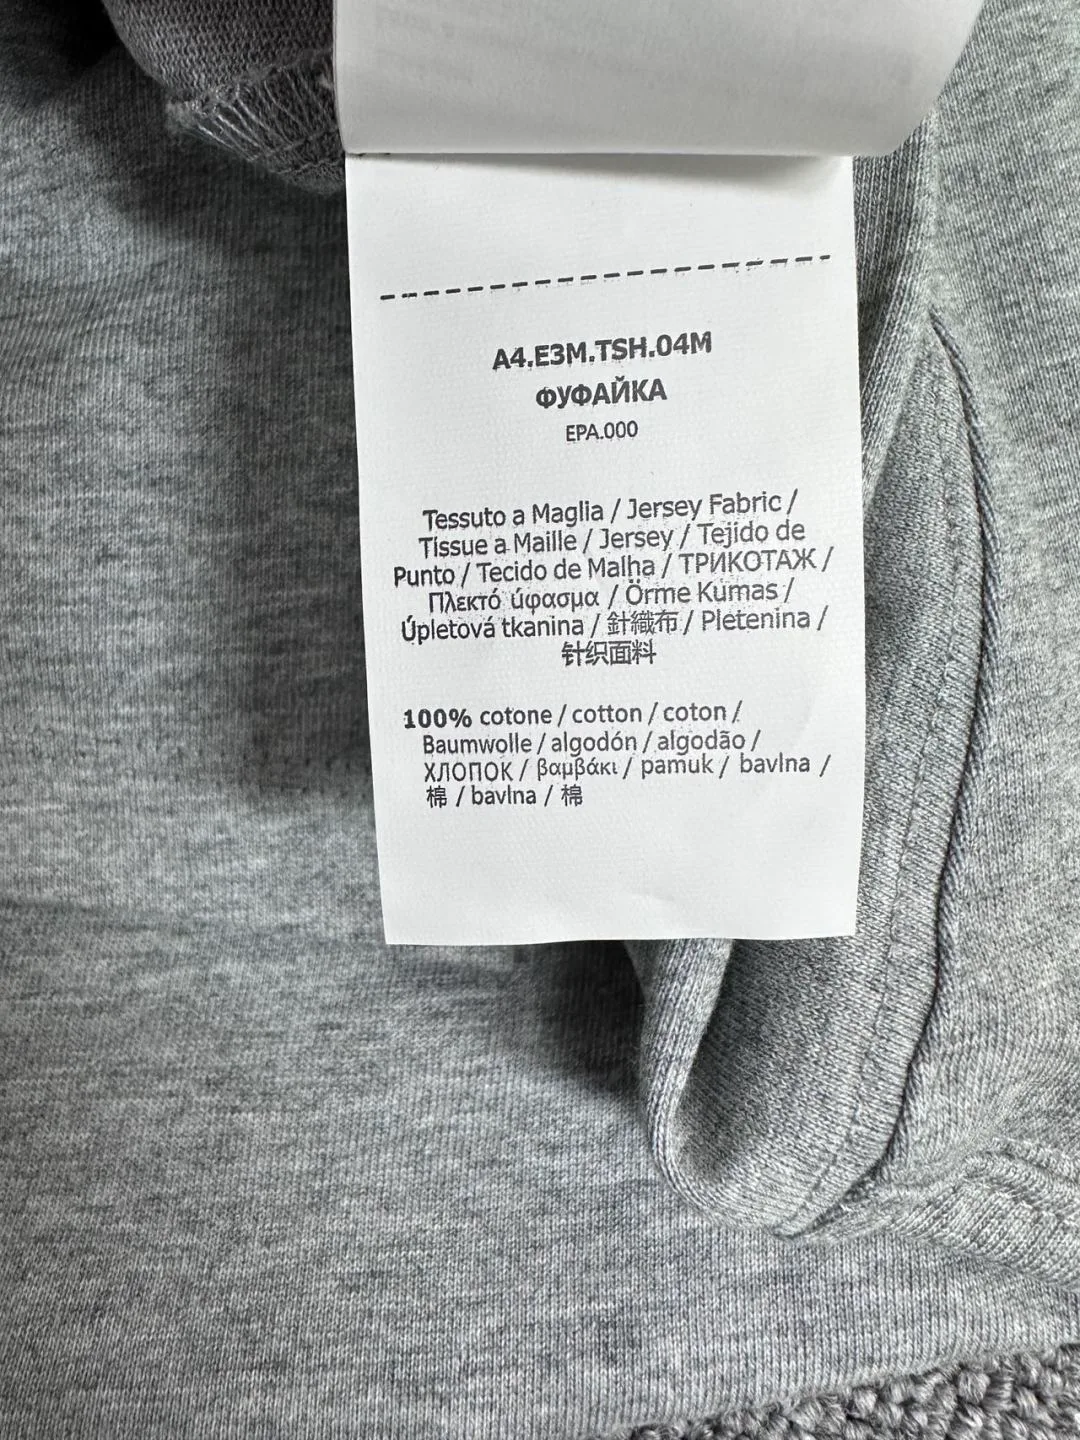 A4.E3M.TSH.04M
ФУФАЙКА
EPA.000
Tessuto a Maglia / Jersey Fabric /
Tissue a Maille / Jersey / Tejido de
Punto / Tecido de Malha / ТРИКОТАЖ /
Πλεκτό ύφασμα / Örme Kumas /
Úpletová tkanina / 針織布 / Pletenina /
针织面料
100% cotone / cotton / coton /
Baumwolle / algodón / algodão /
ХЛОПОК / βαμβάκι / pamuk / bavlna /
棉 / bavlna / 棉